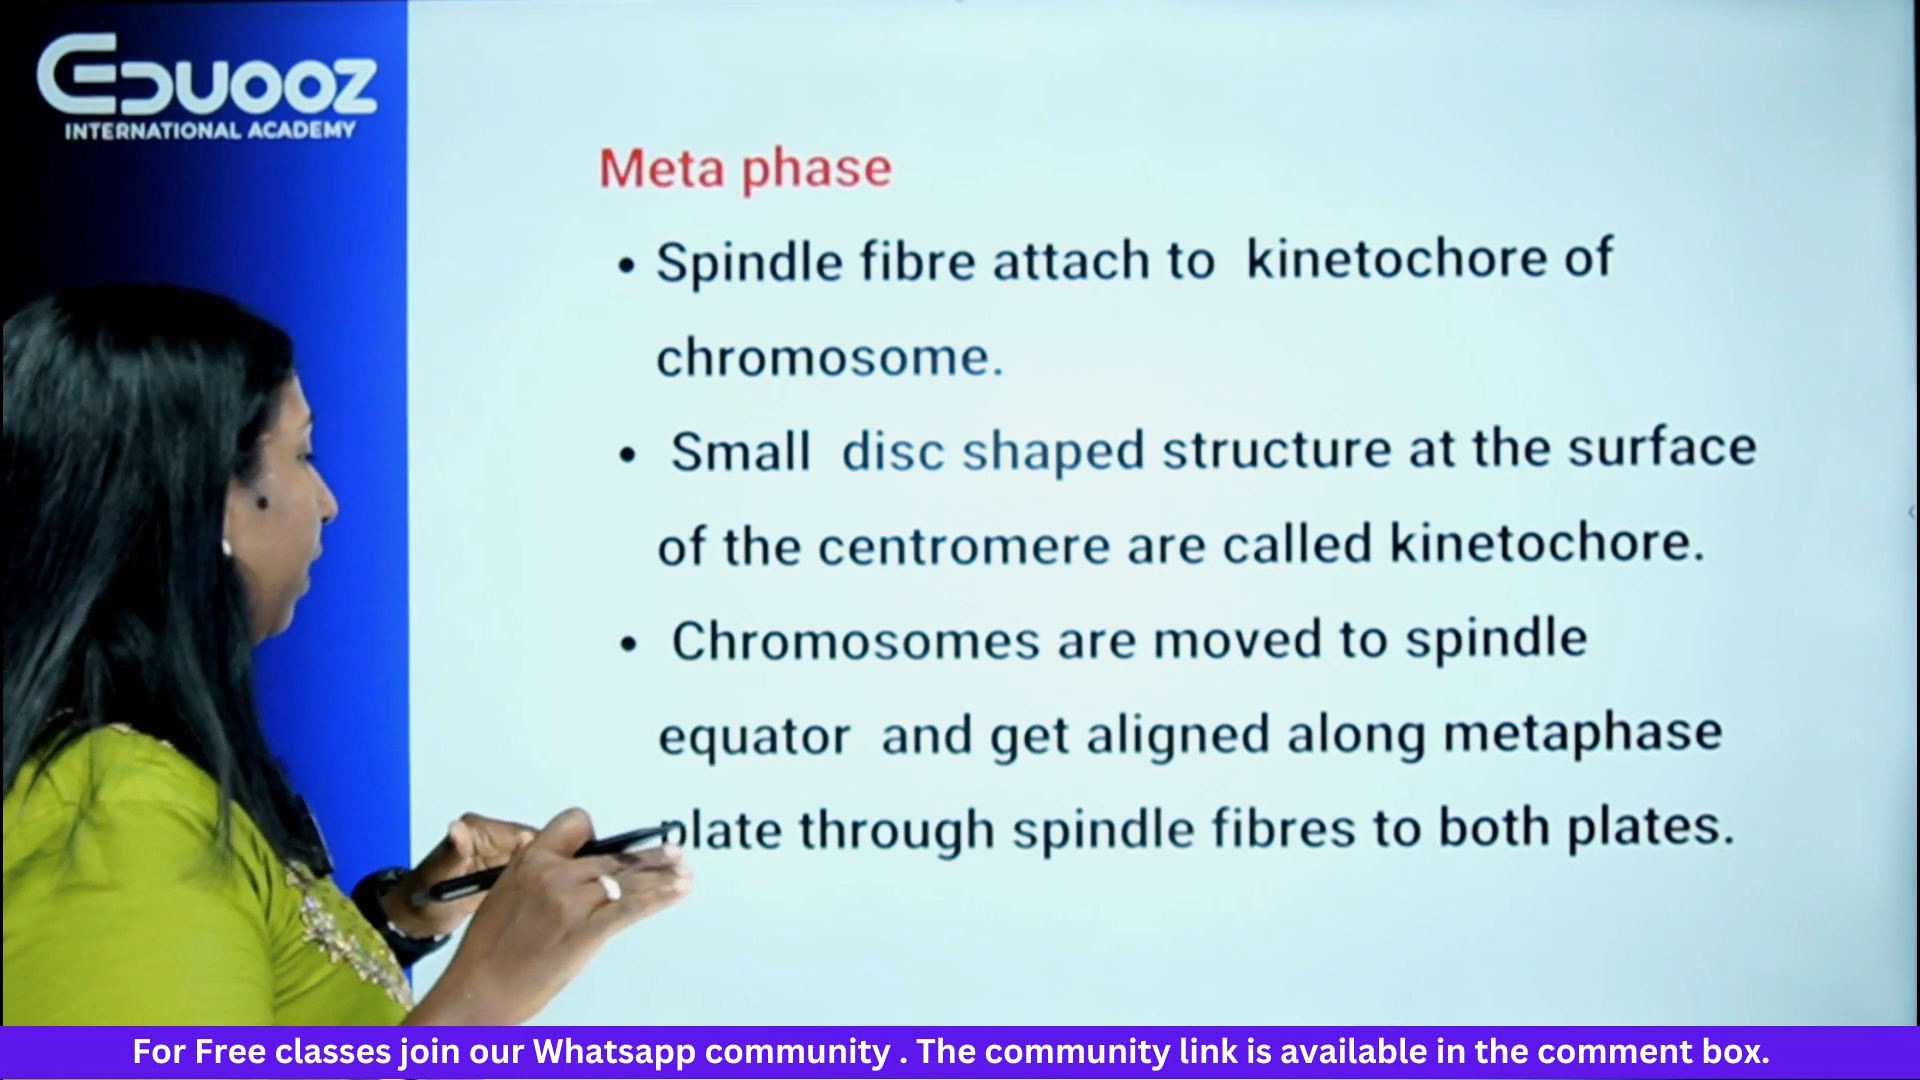 EDUOOZ
INTERNATIONAL ACADEMY
Meta phase
• Spindle fibre attach to kinetochore of
chromosome.
• Small disc shaped structure at the surface
of the centromere are called kinetochore.
• Chromosomes are moved to spindle
equator and get aligned along metaphase
plate through spindle fibres to both plates.
For Free classes join our Whatsapp community . The community link is available in the comment box.